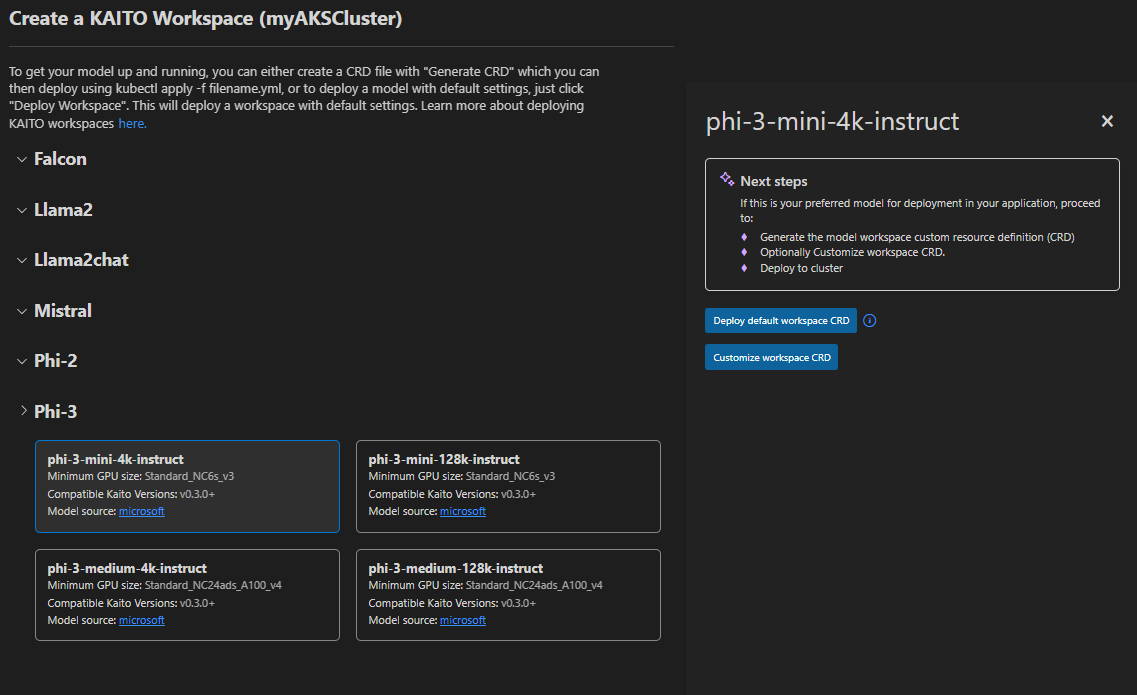 Create a KAITO Workspace (myAKSCluster)
To get your model up and running, you can either create a CRD file with "Generate CRD" which you can
then deploy using kubectl apply -f filename.yml, or to deploy a model with default settings, just click
"Deploy Workspace". This will deploy a workspace with default settings. Learn more about deploying
KAITO workspaces here.
Falcon
Llama2
Llama2chat
Mistral
Phi-2
Phi-3
phi-3-mini-4k-instruct
Minimum GPU size: Standard_NC6s_v3
Compatible Kaito Versions: v0.3.0+
Model source: microsoft
phi-3-mini-128k-instruct
Minimum GPU size: Standard_NC6s_v3
Compatible Kaito Versions: v0.3.0+
Model source: microsoft
phi-3-medium-4k-instruct
Minimum GPU size: Standard_NC24ads_A100_v4
Compatible Kaito Versions: v0.3.0+
Model source: microsoft
phi-3-medium-128k-instruct
Minimum GPU size: Standard_NC24ads_A100_v4
Compatible Kaito Versions: v0.3.0+
Model source: microsoft
phi-3-mini-4k-instruct
Next steps
If this is your preferred model for deployment in your application, proceed
to:
Generate the model workspace custom resource definition (CRD)
Optionally Customize workspace CRD.
Deploy to cluster
Deploy default workspace CRD
Customize workspace CRD